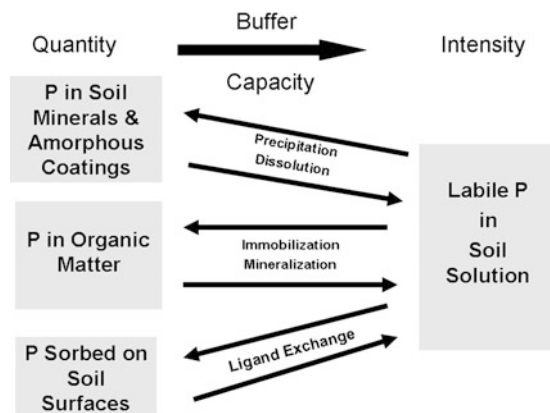 Quantity
Buffer
Capacity
Intensity
P in Soil
Minerals &
Amorphous
Coatings
Precipitation
Dissolution
P in Organic
Matter
Immobilization
Mineralization
P Sorbed on
Soil
Surfaces
Ligand Exchange
Labile P
in
Soil
Solution